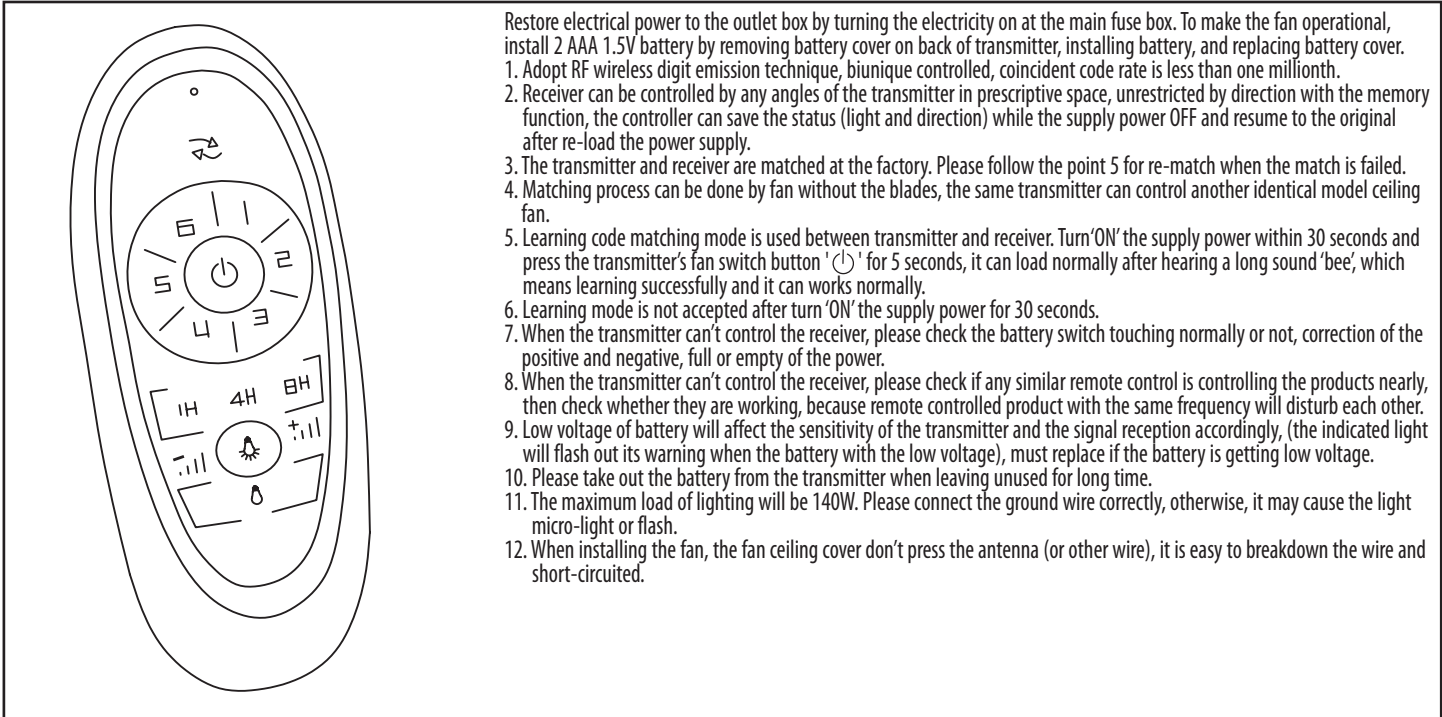 6 1
5 2
4 3
1H 4H 8H
- +
Restore electrical power to the outlet box by turning the electricity on at the main fuse box. To make the fan operational,
install 2 AAA 1.5V battery by removing battery cover on back of transmitter, installing battery, and replacing battery cover.
1. Adopt RF wireless digit emission technique, biunique controlled, coincident code rate is less than one millionth.
2. Receiver can be controlled by any angles of the transmitter in prescriptive space, unrestricted by direction with the memory
function, the controller can save the status (light and direction) while the supply power OFF and resume to the original
after re-load the power supply.
3. The transmitter and receiver are matched at the factory. Please follow the point 5 for re-match when the match is failed.
4. Matching process can be done by fan without the blades, the same transmitter can control another identical model ceiling
fan.
5. Learning code matching mode is used between transmitter and receiver. Turn‘ON’ the supply power within 30 seconds and
press the transmitter’s fan switch button '⏻' for 5 seconds, it can load normally after hearing a long sound ‘bee’, which
means learning successfully and it can works normally.
6. Learning mode is not accepted after turn ‘ON’ the supply power for 30 seconds.
7. When the transmitter can’t control the receiver, please check the battery switch touching normally or not, correction of the
positive and negative, full or empty of the power.
8. When the transmitter can’t control the receiver, please check if any similar remote control is controlling the products nearly,
then check whether they are working, because remote controlled product with the same frequency will disturb each other.
9. Low voltage of battery will affect the sensitivity of the transmitter and the signal reception accordingly, (the indicated light
will flash out its warning when the battery with the low voltage), must replace if the battery is getting low voltage.
10. Please take out the battery from the transmitter when leaving unused for long time.
11. The maximum load of lighting will be 140W. Please connect the ground wire correctly, otherwise, it may cause the light
micro-light or flash.
12. When installing the fan, the fan ceiling cover don’t press the antenna (or other wire), it is easy to breakdown the wire and
short-circuited.